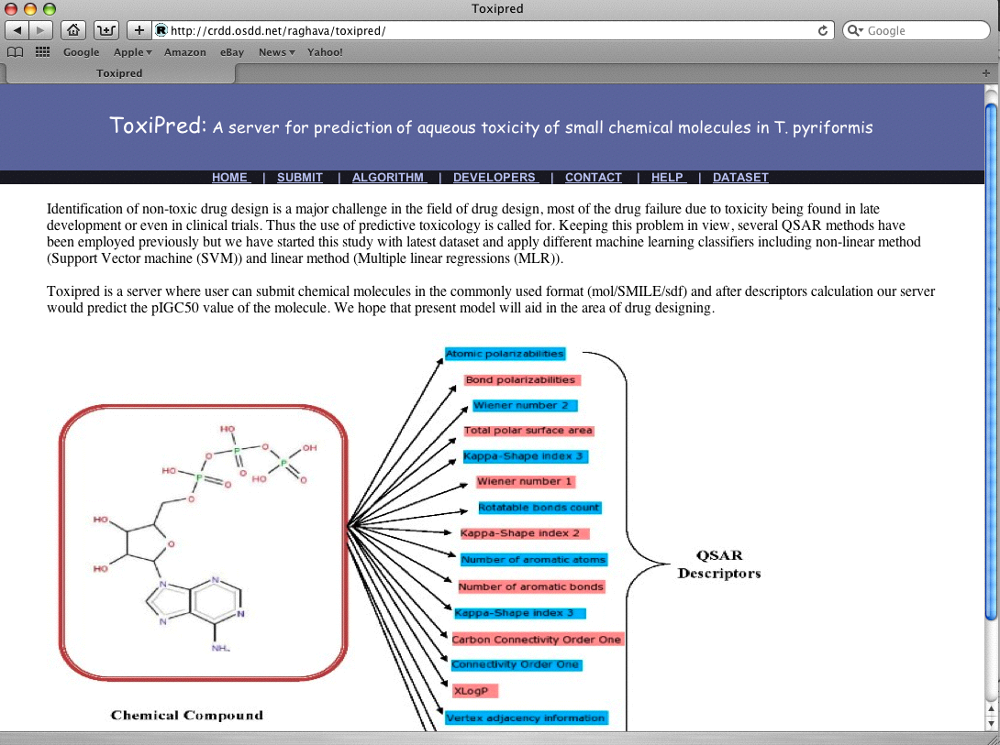 Toxipred
http://crdd.osdd.net/raghava/toxipred/
Google
Google Apple Amazon eBay News Yahoo!
Toxipred
ToxiPred: A server for prediction of aqueous toxicity of small chemical molecules in T. pyriformis
HOME | SUBMIT | ALGORITHM | DEVELOPERS | CONTACT | HELP | DATASET
Identification of non-toxic drug design is a major challenge in the field of drug design, most of the drug failure due to toxicity being found in late
development or even in clinical trials. Thus the use of predictive toxicology is called for. Keeping this problem in view, several QSAR methods have
been employed previously but we have started this study with latest dataset and apply different machine learning classifiers including non-linear method
(Support Vector machine (SVM)) and linear method (Multiple linear regressions (MLR)).
Toxipred is a server where user can submit chemical molecules in the commonly used format (mol/SMILE/sdf) and after descriptors calculation our server
would predict the pIGC50 value of the molecule. We hope that present model will aid in the area of drug designing.
Atomic polarizabilities
Bond polarizabilities
Wiener number 2
Total polar surface area
Kappa-Shape index 3
Wiener number 1
Rotatable bonds count
Kappa-Shape index 2
Number of aromatic atoms
Number of aromatic bonds
Kappa-Shape index 3
Carbon Connectivity Order One
Connectivity Order One
XLogP
Vertex adjacency information
QSAR
Descriptors
HO
P
O
P
O
OH
P
HO
O
HO
P
O
O
O
HO
O
HO
N
N
N
N
NH
Chemical Compound